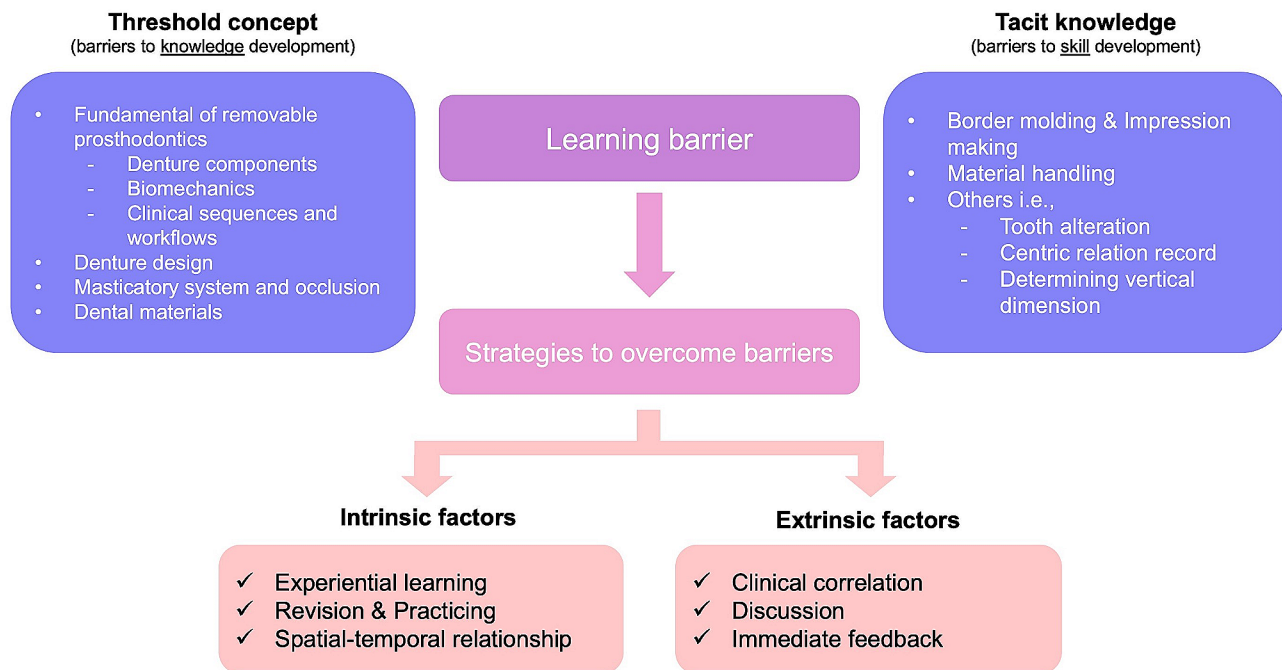 Threshold concept
(barriers to knowledge development)
• Fundamental of removable
prosthodontics
- Denture components
- Biomechanics
- Clinical sequences and
workflows
• Denture design
• Masticatory system and occlusion
• Dental materials
Learning barrier
Tacit knowledge
(barriers to skill development)
• Border molding & Impression
making
• Material handling
• Others i.e.,
- Tooth alteration
- Centric relation record
- Determining vertical
dimension
Strategies to overcome barriers
Intrinsic factors
✓ Experiential learning
✓ Revision & Practicing
✓ Spatial-temporal relationship
Extrinsic factors
✓ Clinical correlation
✓ Discussion
✓ Immediate feedback